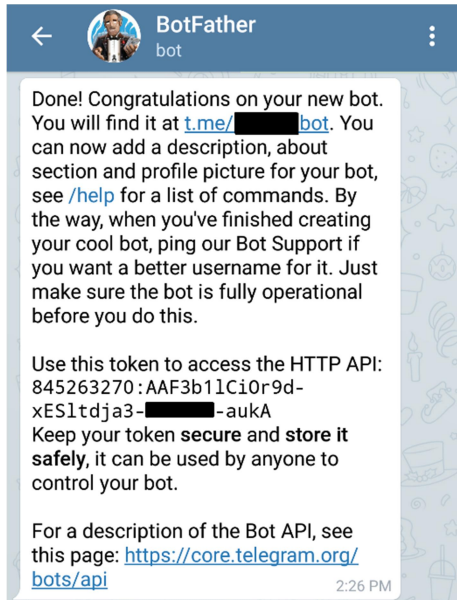 BotFather
bot
Done! Congratulations on your new bot.
You will find it at t.me/bot. You
can now add a description, about
section and profile picture for your bot,
see /help for a list of commands. By
the way, when you've finished creating
your cool bot, ping our Bot Support if
you want a better username for it. Just
make sure the bot is fully operational
before you do this.
Use this token to access the HTTP API:
845263270:AAF3b1lCi0r9d-
xESltdja3--aukA
Keep your token secure and store it
safely, it can be used by anyone to
control your bot.
For a description of the Bot API, see
this page: https://core.telegram.org/
bots/api
2:26 PM